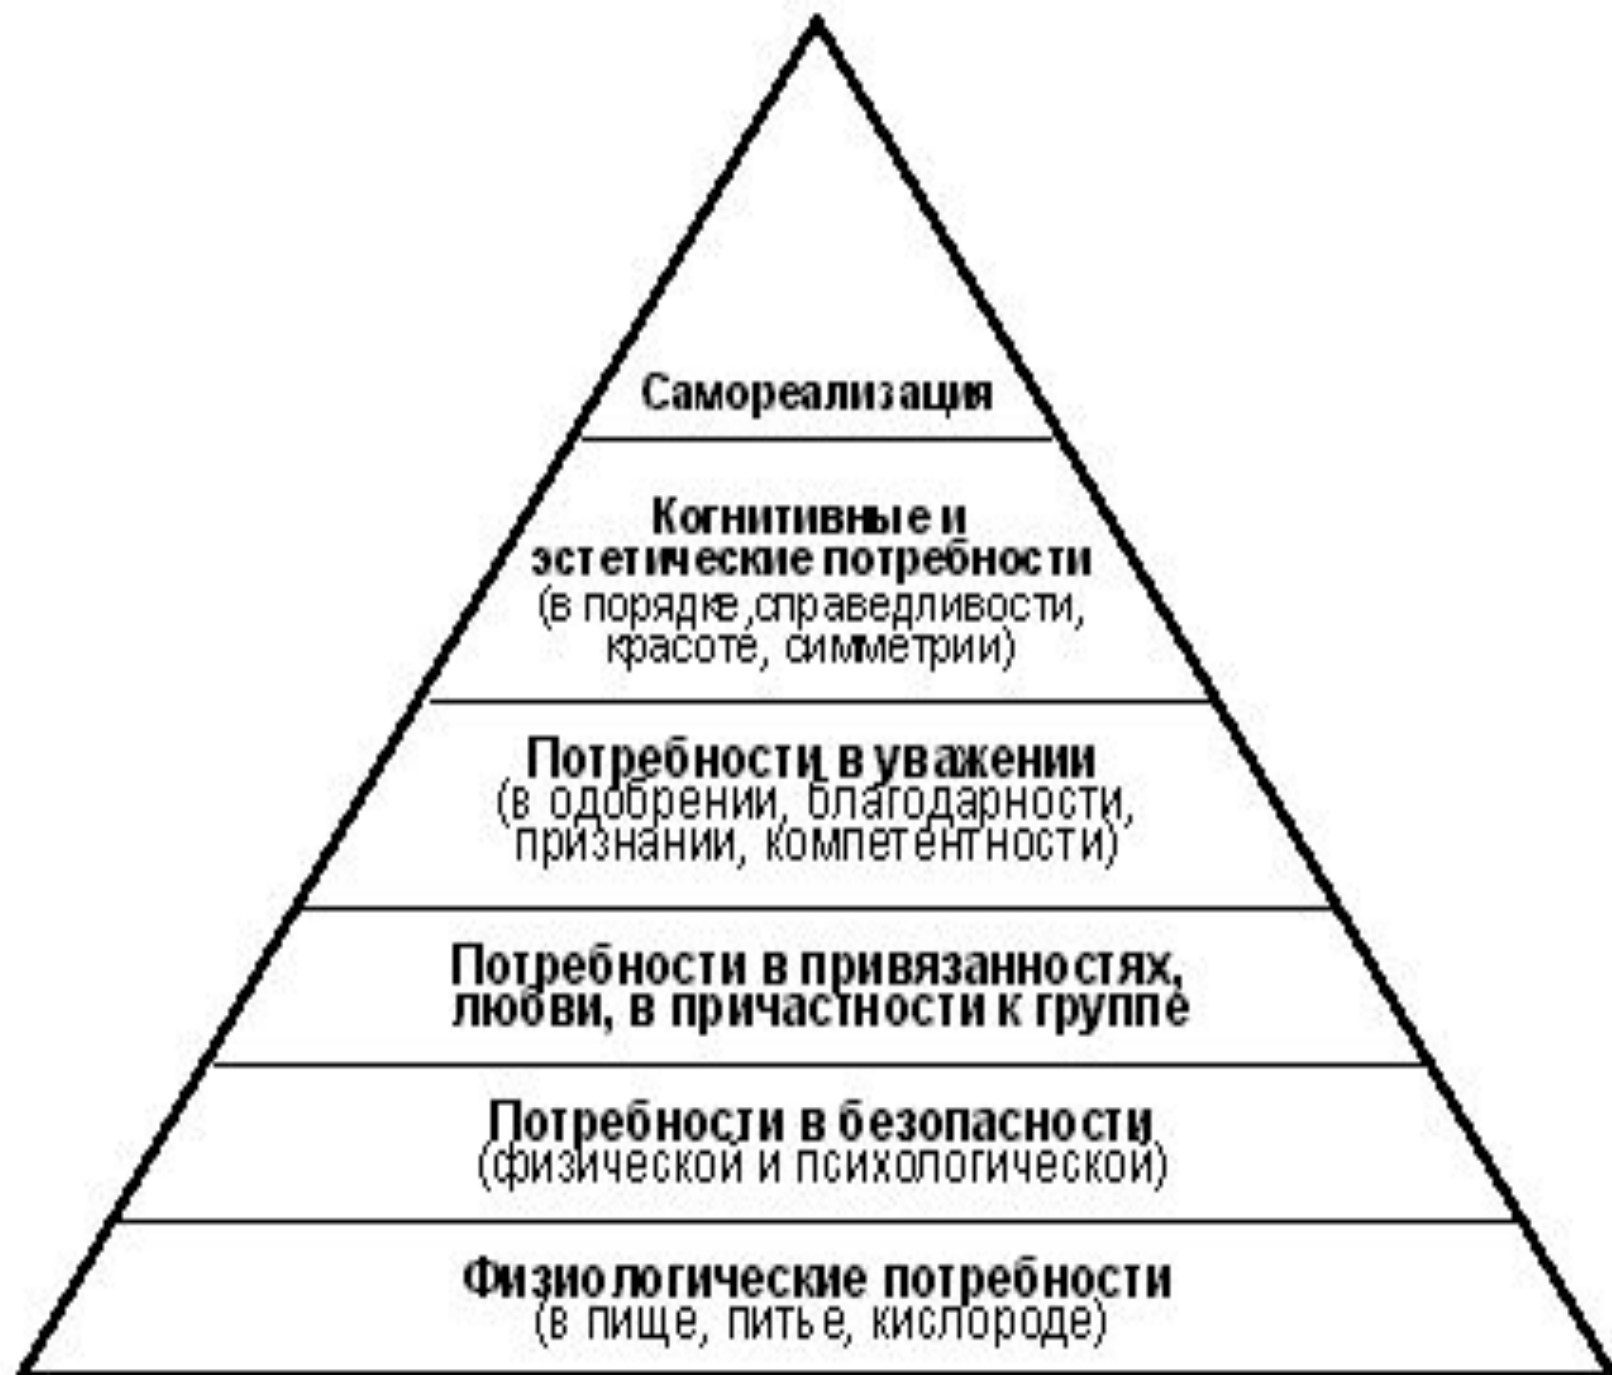 Самореализация
Когнитивные и
эстетические потребности
(в порядке,справедливости,
красоте, симметрии)
Потребности в уважении
(в одобрении, благодарности,
признании, компетентности)
Потребности в привязанностях,
любви, в причастности к группе
Потребности в безопасности
(физической и психологической)
Физиологические потребности
(в пище, питье, кислороде)